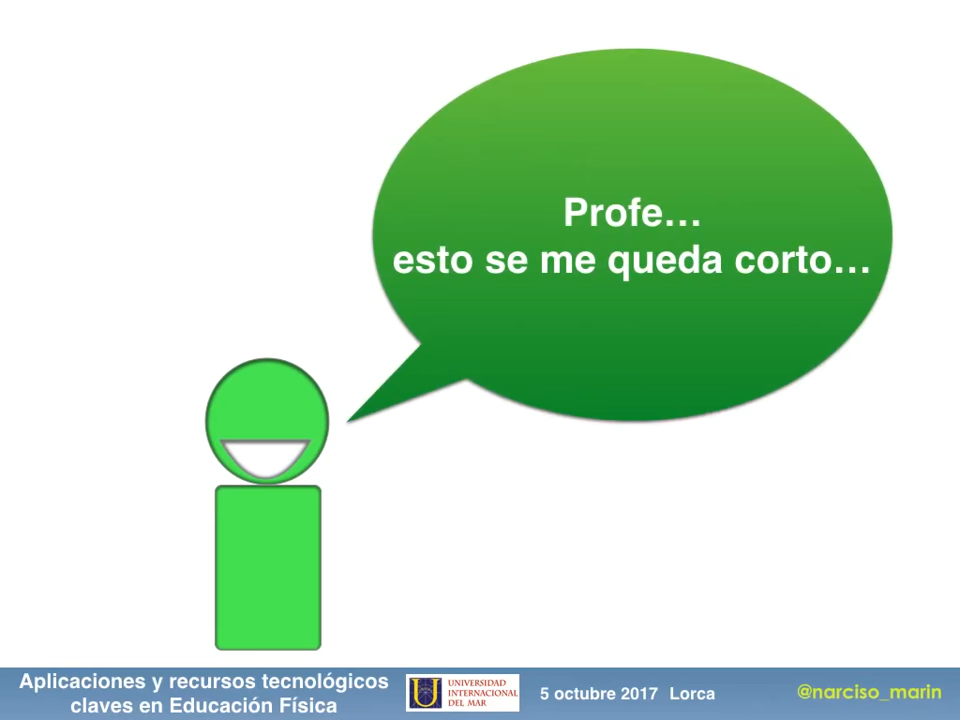 Profe…
esto se me queda corto…
Aplicaciones y recursos tecnológicos
claves en Educación Física
UNIVERSIDAD
INTERNACIONAL
DEL MAR
5 octubre 2017 Lorca
@narciso_marin